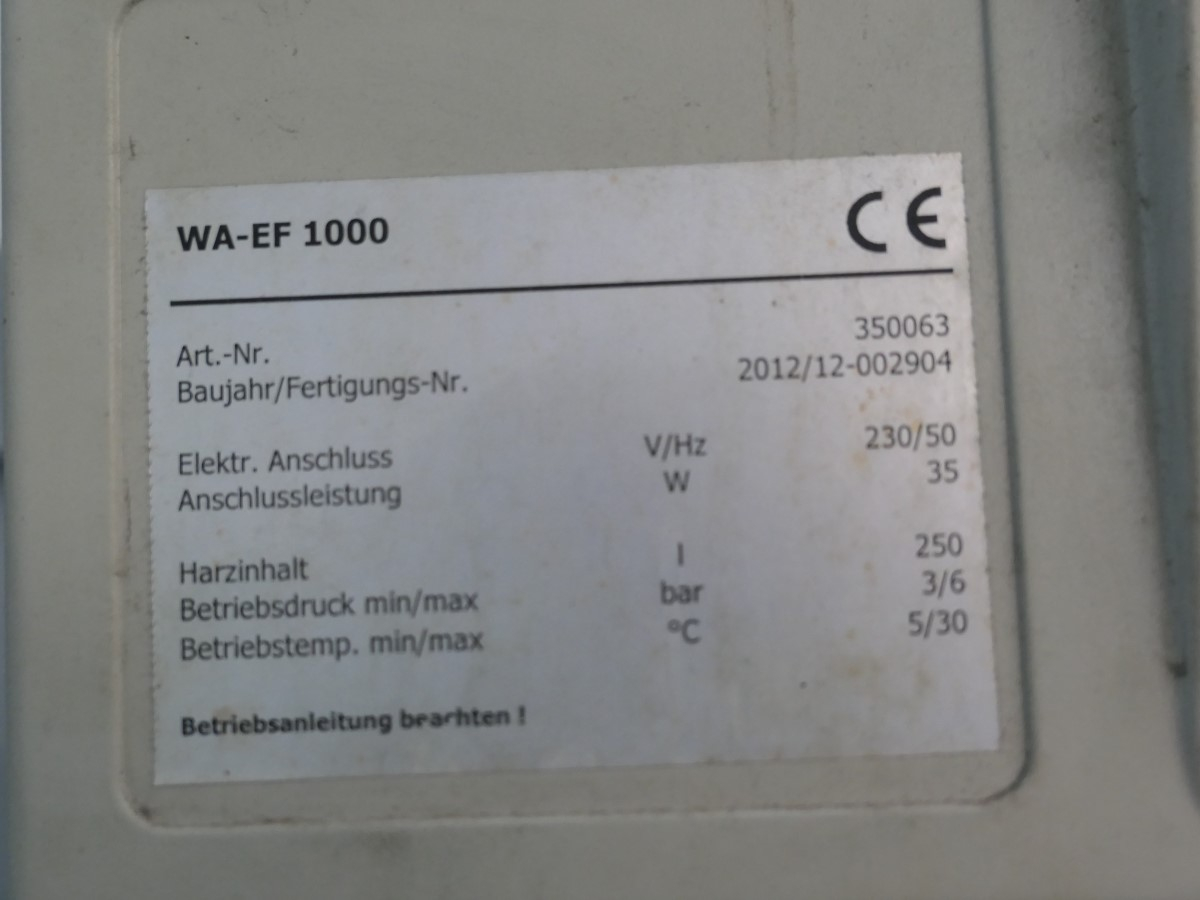 WA-EF 1000 CE
Art.-Nr. 350063
Baujahr/Fertigungs-Nr. 2012/12-002904
Elektr. Anschluss V/Hz 230/50
Anschlussleistung W 35
Harzinhalt l 250
Betriebsdruck min/max bar 3/6
Betriebstemp. min/max °C 5/30
Betriebsanleitung beachten !